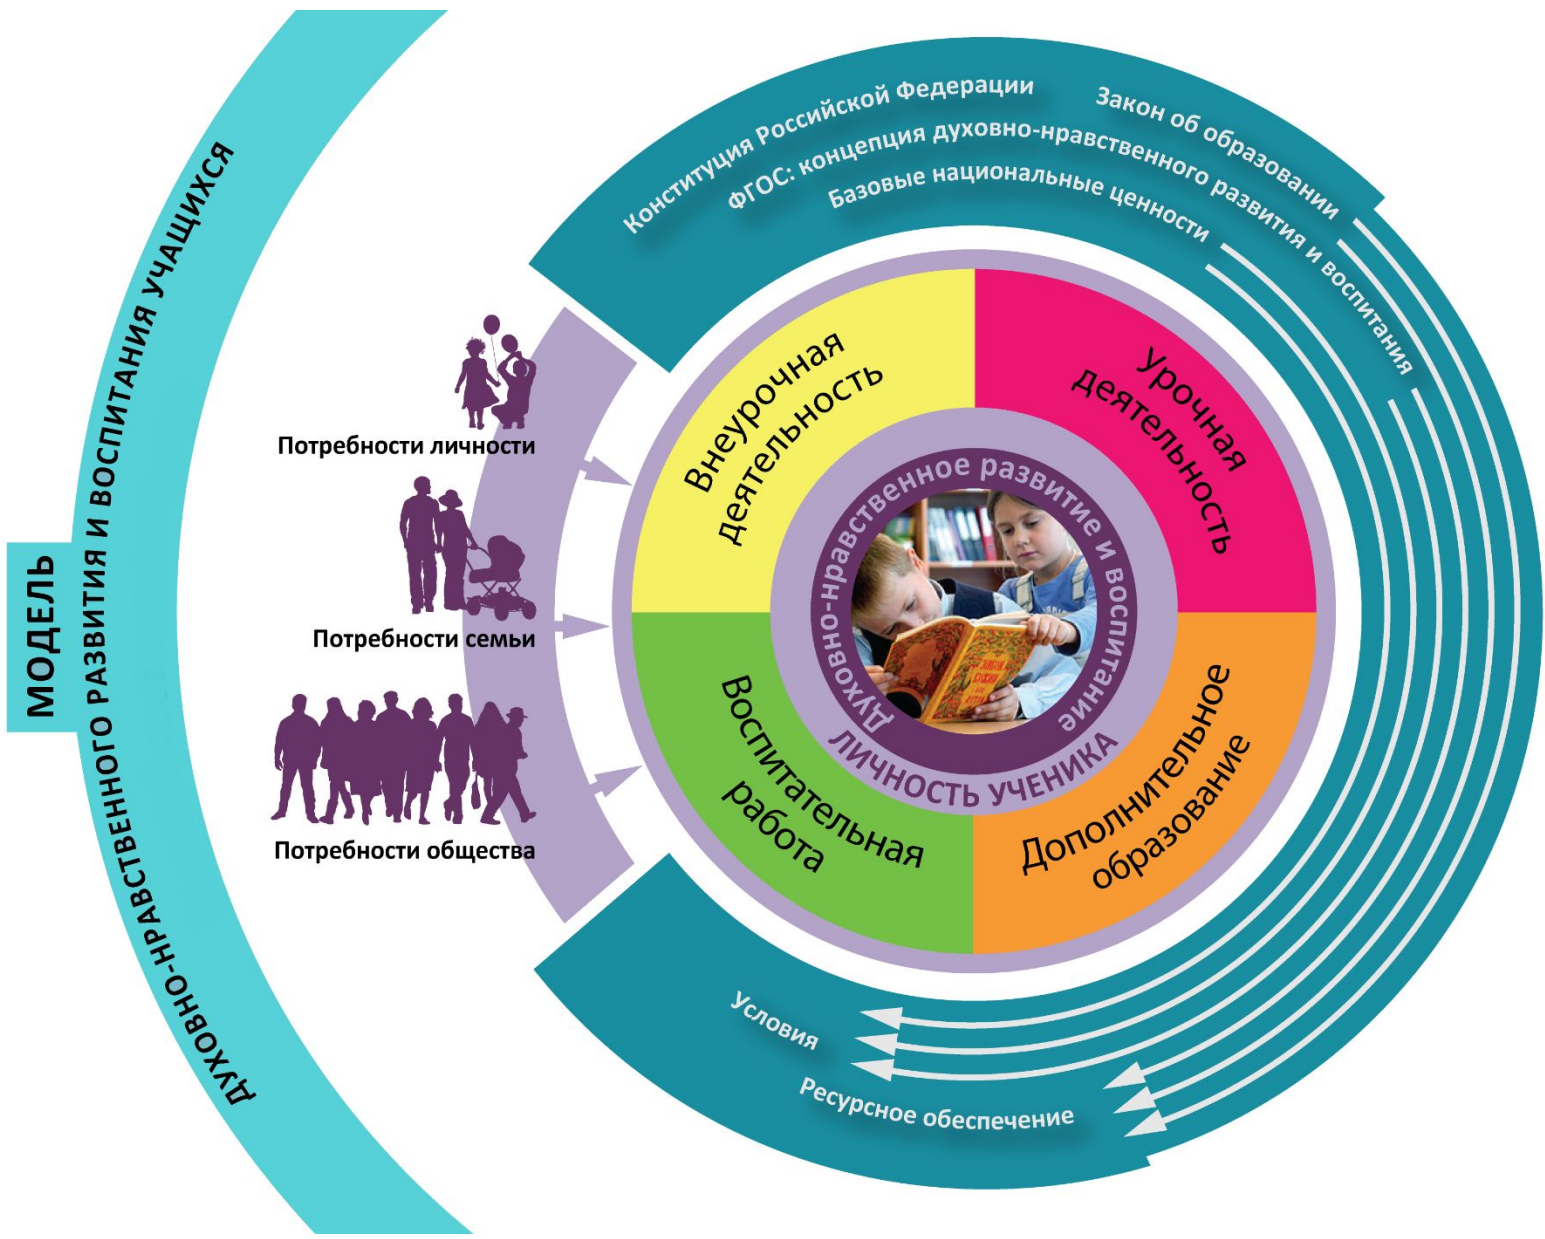 МОДЕЛЬ
ДУХОВНО-НРАВСТВЕННОГО РАЗВИТИЯ И ВОСПИТАНИЯ УЧАЩИХСЯ
Конституция Российской Федерации
Закон об образовании
ФГОС: концепция духовно-нравственного развития и воспитания
Базовые национальные ценности
Потребности личности
Потребности семьи
Потребности общества
Внеурочная
деятельность
Урочная
деятельность
Духовно-нравственное развитие и воспитание
ЛИЧНОСТЬ УЧЕНИКА
Воспитательная
работа
Дополнительное
образование
Условия
Ресурсное обеспечение